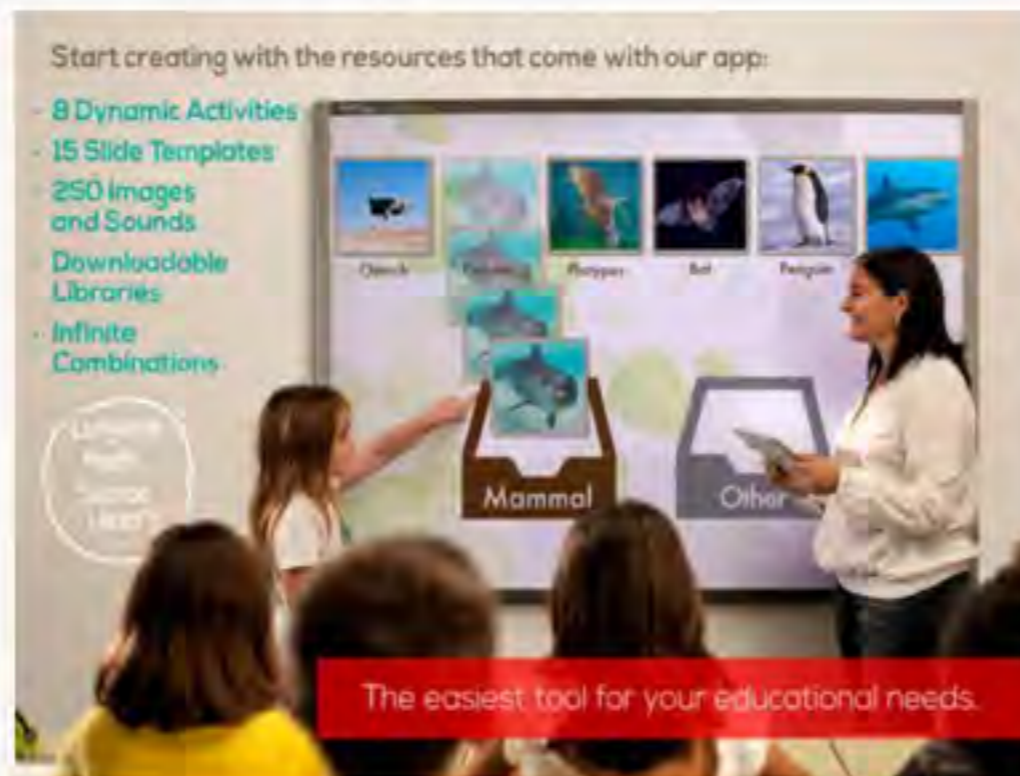 Start creating with the resources that come with our app:
- 8 Dynamic Activities
- 15 Slide Templates
- 250 Images
and Sounds
- Downloadable
Libraries
- Infinite
Combinations
Ostrich
Platypus
Bat
Penguin
Mammal
Other
The easiest tool for your educational needs.